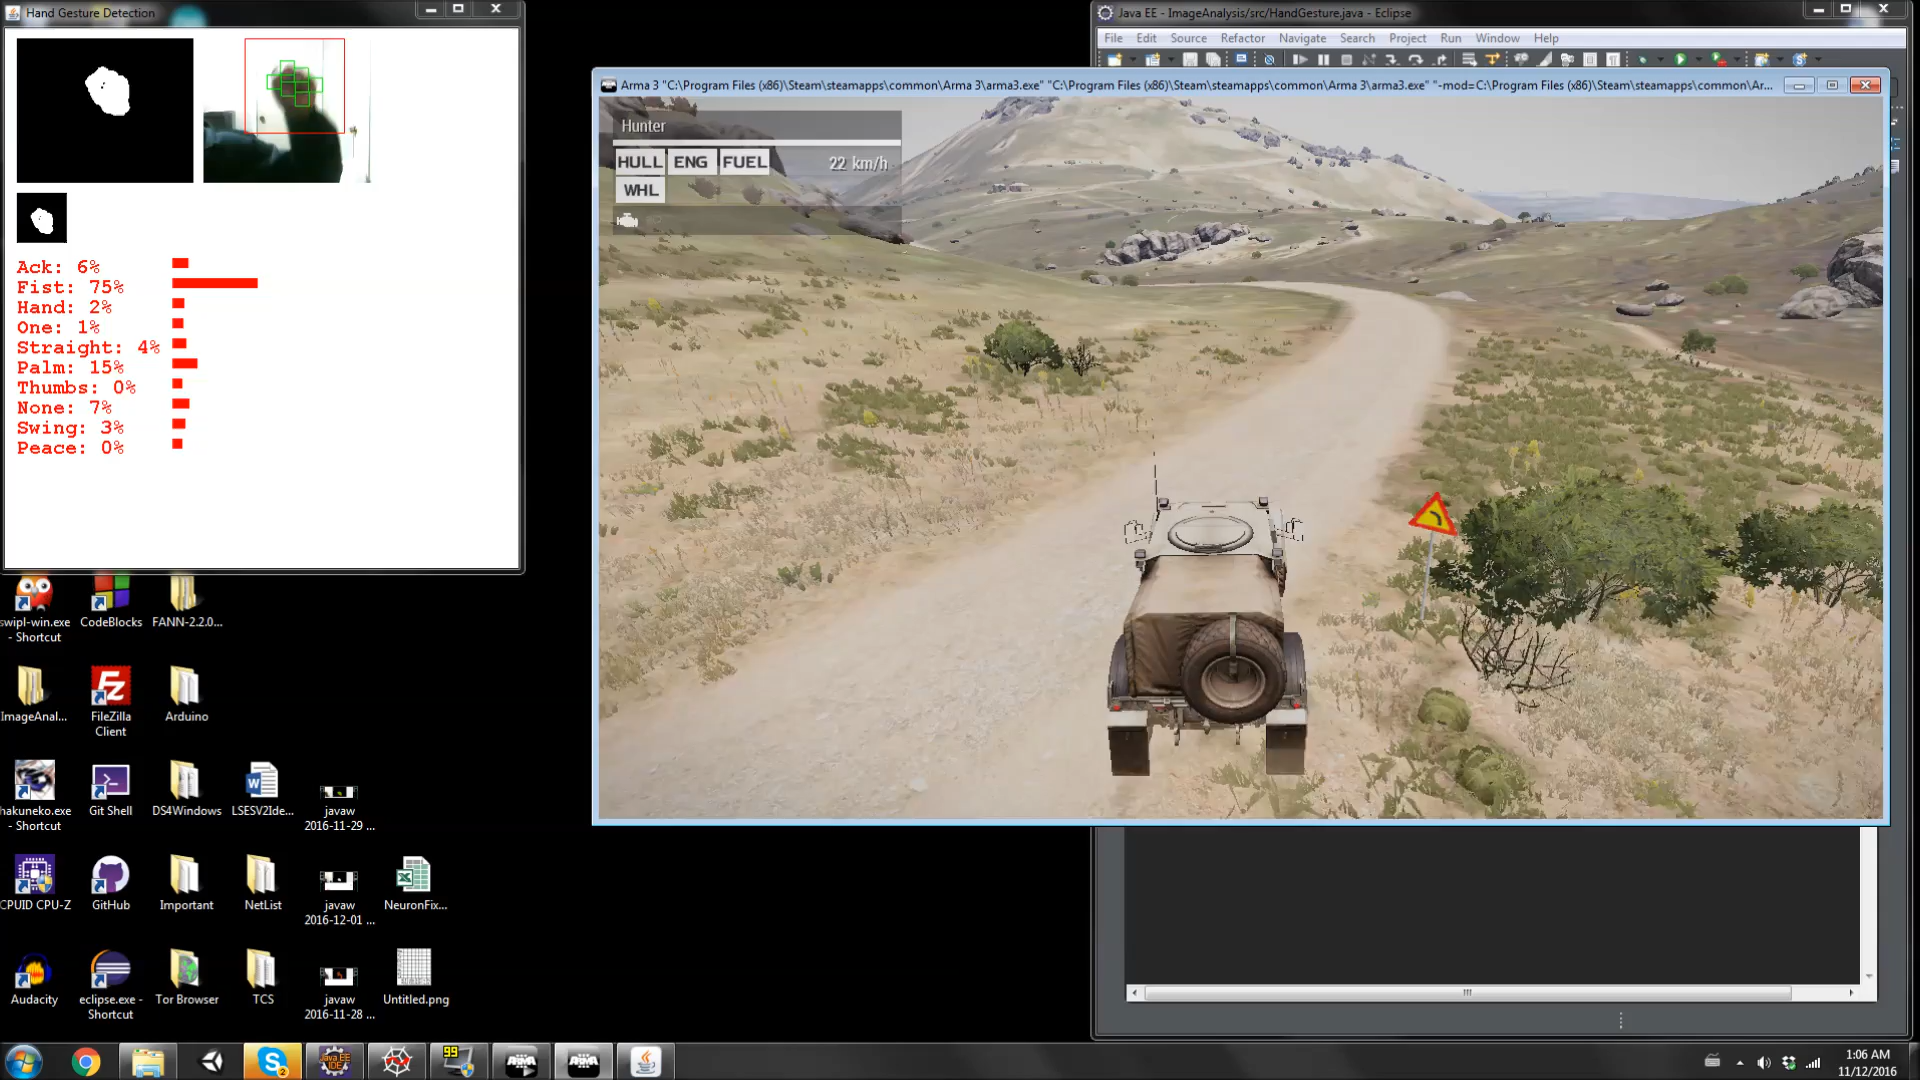 Hand Gesture Detection
Ack: 6%
Fist: 75%
Hand: 2%
One: 1%
Straight: 4%
Palm: 15%
Thumbs: 0%
None: 7%
Swing: 3%
Peace: 0%
Java EE - ImageAnalysis/src/HandGesture.java - Eclipse
File Edit Source Refactor Navigate Search Project Run Window Help
Arma 3 "C:\Program Files (x86)\Steam\steamapps\common\Arma 3\arma3.exe" "C:\Program Files (x86)\Steam\steamapps\common\Arma 3\arma3.exe" "-mod=C:\Program Files (x86)\Steam\steamapps\common\Ar...
Hunter
HULL ENG FUEL 22 km/h
WHL
swipl-win.exe - Shortcut
CodeBlocks
FANN-2.2.0...
ImageAnal...
FileZilla Client
Arduino
hakuneko.exe - Shortcut
Git Shell
DS4Windows
LSESV2Ide...
javaw 2016-11-29 ...
CPUID CPU-Z
GitHub
Important
NetList
javaw 2016-12-01 ...
NeuronFix...
Audacity
eclipse.exe - Shortcut
Tor Browser
TCS
javaw 2016-11-28 ...
Untitled.png
1:06 AM
11/12/2016